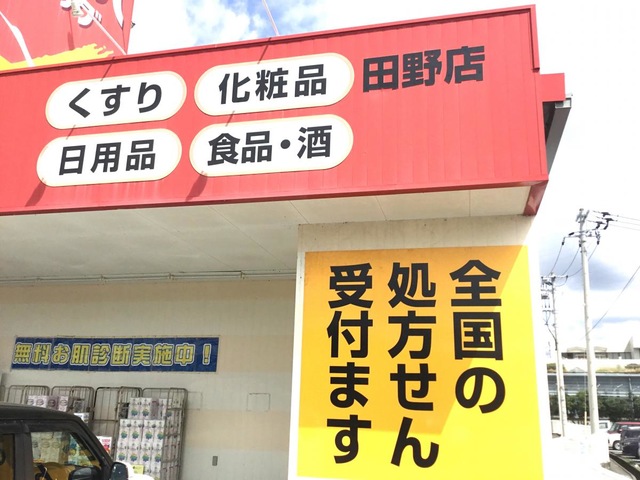 くすり
化粧品
田野店
日用品
食品・酒
全国の
処方せん
受付ます
無料お肌診断実施中！